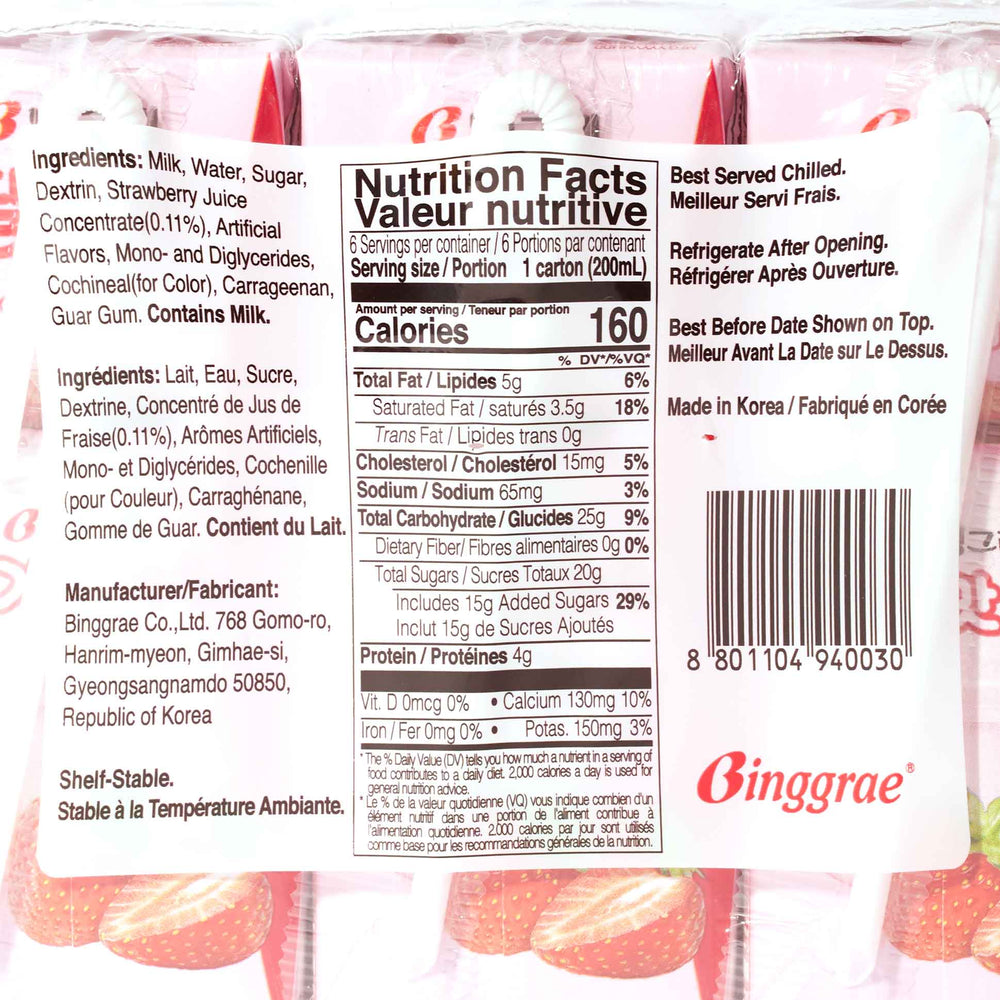 Ingredients: Milk, Water, Sugar,
Dextrin, Strawberry Juice
Concentrate(0.11%), Artificial
Flavors, Mono- and Diglycerides,
Cochineal(for Color), Carrageenan,
Guar Gum. Contains Milk.
Ingrédients: Lait, Eau, Sucre,
Dextrine, Concentré de Jus de
Fraise(0.11%), Arômes Artificiels,
Mono- et Diglycérides, Cochenille
(pour Couleur), Carraghénane,
Gomme de Guar. Contient du Lait.
Manufacturer/Fabricant:
Binggrae Co.,Ltd. 768 Gomo-ro,
Hanrim-myeon, Gimhae-si,
Gyeongsangnamdo 50850,
Republic of Korea
Shelf-Stable.
Stable à la Température Ambiante.
Nutrition Facts
Valeur nutritive
6 Servings per container / 6 Portions par contenant
Serving size / Portion 1 carton (200mL)
Amount per serving / Teneur par portion
Calories 160
% DV*/%VQ*
Total Fat / Lipides 5g 6%
Saturated Fat / saturés 3.5g 18%
Trans Fat / Lipides trans 0g
Cholesterol / Cholestérol 15mg 5%
Sodium / Sodium 65mg 3%
Total Carbohydrate / Glucides 25g 9%
Dietary Fiber/ Fibres alimentaires 0g 0%
Total Sugars / Sucres Totaux 20g
Includes 15g Added Sugars 29%
Inclut 15g de Sucres Ajoutés
Protein / Protéines 4g
Vit. D 0mcg 0% • Calcium 130mg 10%
Iron / Fer 0mg 0% • Potas. 150mg 3%
* The % Daily Value (DV) tells you how much a nutrient in a serving of
food contributes to a daily diet. 2,000 calories a day is used for
general nutrition advice.
* Le % de la valeur quotidienne (VQ) vous indique combien d'un
élément nutritif dans une portion de l'aliment contribue à
l'alimentation quotidienne. 2.000 calories par jour sont utilisés
comme base pour les recommandations générales de la nutrition.
Best Served Chilled.
Meilleur Servi Frais.
Refrigerate After Opening.
Réfrigérer Après Ouverture.
Best Before Date Shown on Top.
Meilleur Avant La Date sur Le Dessus.
Made in Korea / Fabriqué en Corée
8 801104 940030
Binggrae®